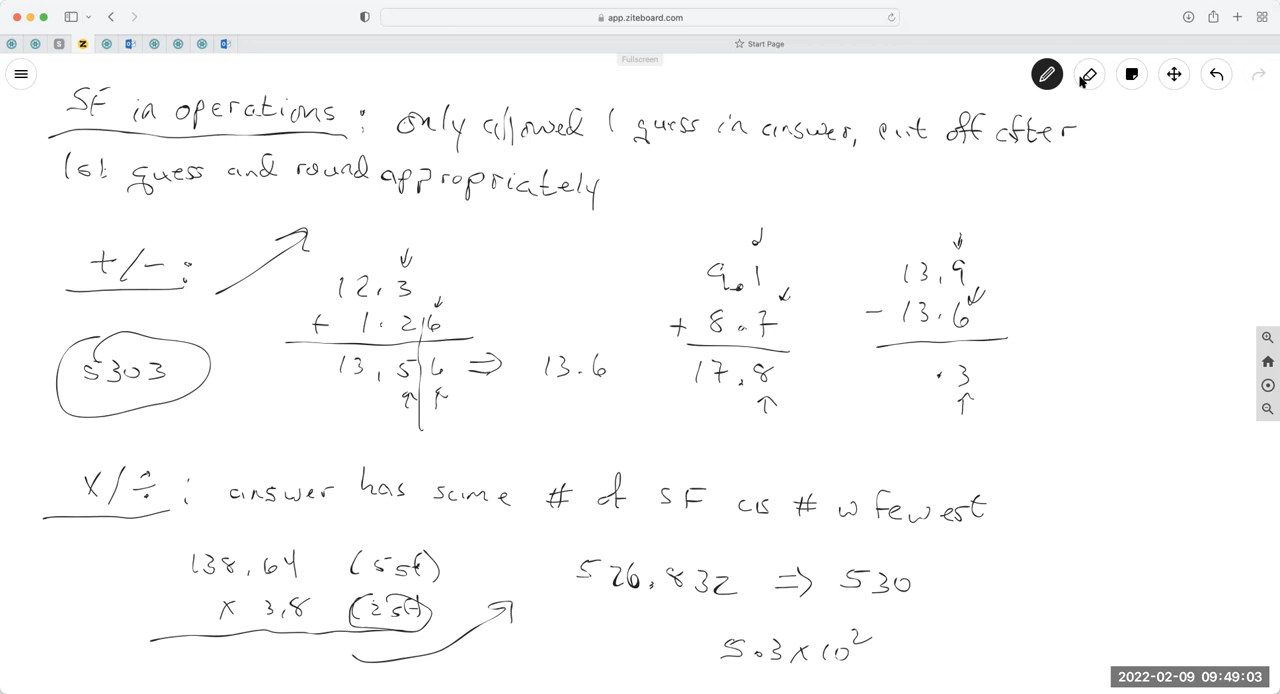 app.ziteboard.com
Start Page
Fullscreen
SF in operations : only allowed 1 guess in answer, cut off after
1st guess and round appropriately
+/- :
12.3
+ 1.26
13.56 ⇒ 13.6
9.1
+ 8.7
17.8
13.9
- 13.6
.3
5303
x/÷ : answer has same # of SF as # w fewest
138.64 (5sf)
x 3.8 (2sf)
526.832 ⇒ 530
5.3 x 10²
2022-02-09 09:49:03